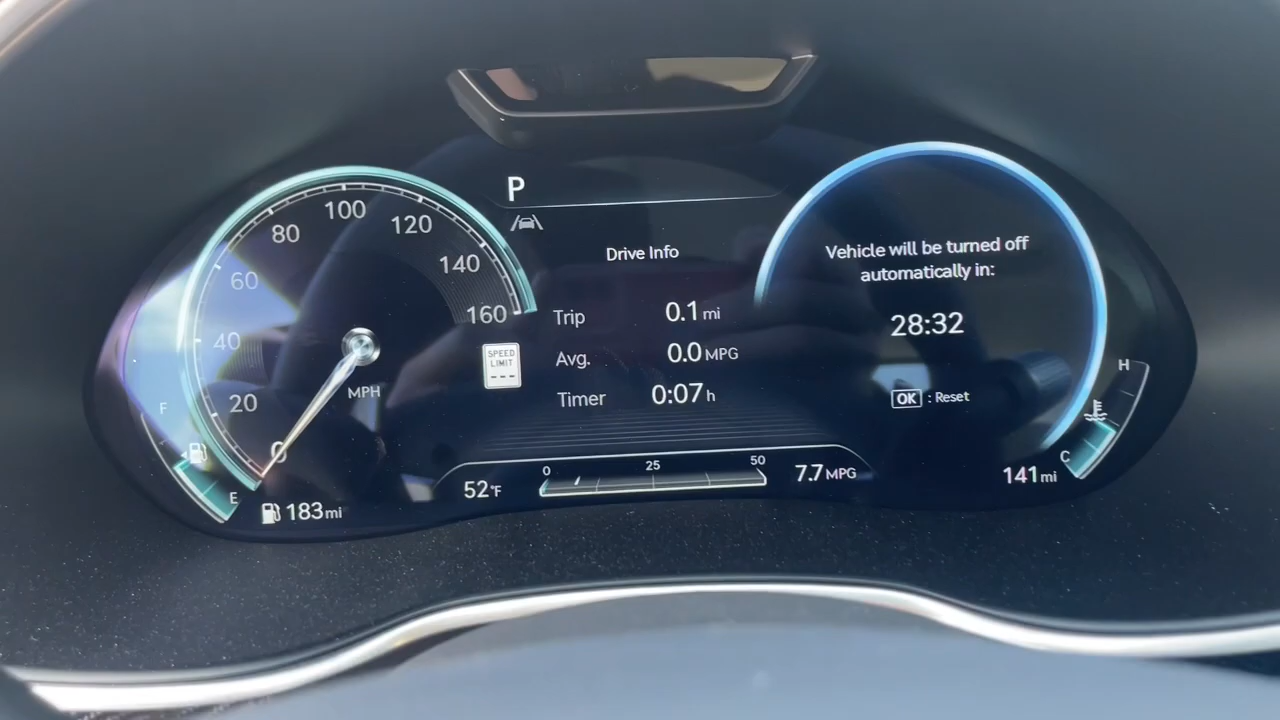 P
100
80
120
60
140
160
40
20
0
MPH
SPEED
LIMIT
---
F
E
183mi
Drive Info
Trip 0.1 mi
Avg. 0.0 MPG
Timer 0:07 h
52°F
0 25 50
7.7 MPG
Vehicle will be turned off
automatically in:
28:32
OK : Reset
H
C
141 mi